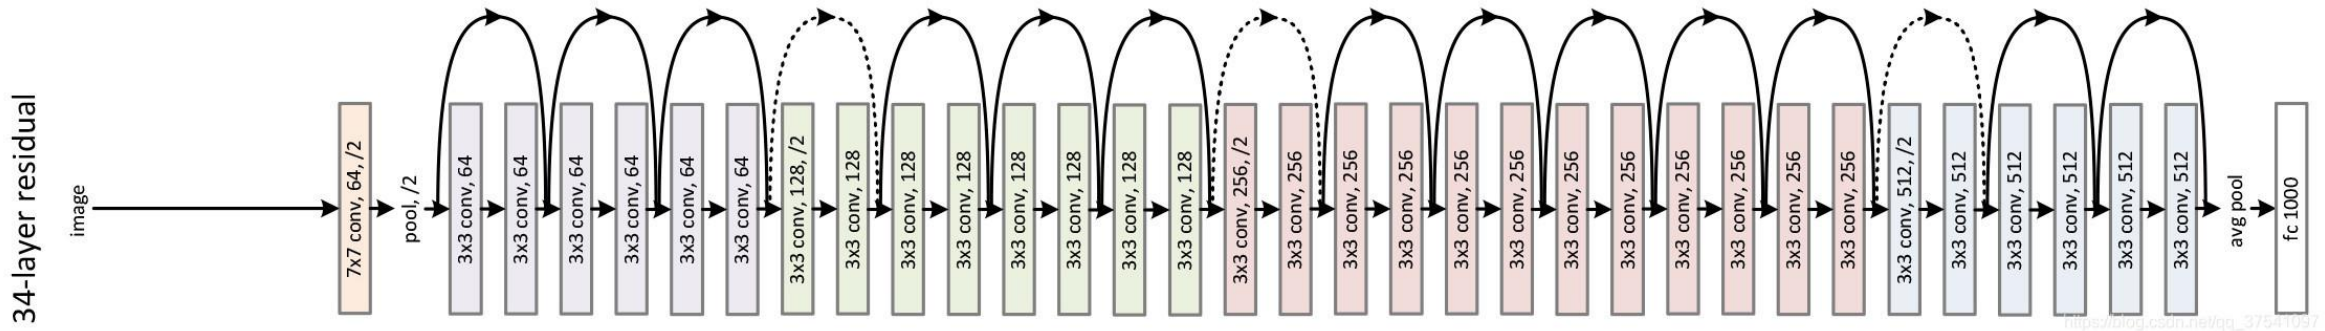 34-layer residual
image
7x7 conv, 64, /2
pool, /2
3x3 conv, 64
3x3 conv, 64
3x3 conv, 64
3x3 conv, 64
3x3 conv, 64
3x3 conv, 64
3x3 conv, 128, /2
3x3 conv, 128
3x3 conv, 128
3x3 conv, 128
3x3 conv, 128
3x3 conv, 128
3x3 conv, 128
3x3 conv, 128
3x3 conv, 256, /2
3x3 conv, 256
3x3 conv, 256
3x3 conv, 256
3x3 conv, 256
3x3 conv, 256
3x3 conv, 256
3x3 conv, 256
3x3 conv, 256
3x3 conv, 256
3x3 conv, 256
3x3 conv, 256
3x3 conv, 512, /2
3x3 conv, 512
3x3 conv, 512
3x3 conv, 512
3x3 conv, 512
3x3 conv, 512
avg pool
fc 1000
https://blog.csdn.net/qq_37541097